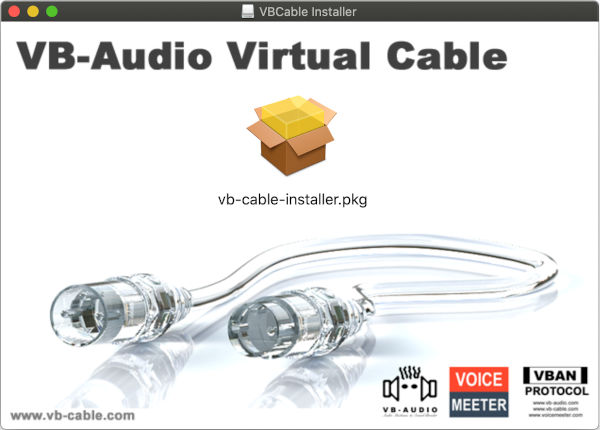 VBCable Installer
VB-Audio Virtual Cable
vb-cable-installer.pkg
www.vb-cable.com
VB-AUDIO
VOICE
MEETER
VBAN
PROTOCOL
www.vb-audio.com
www.vb-cable.com
www.voicemeeter.com